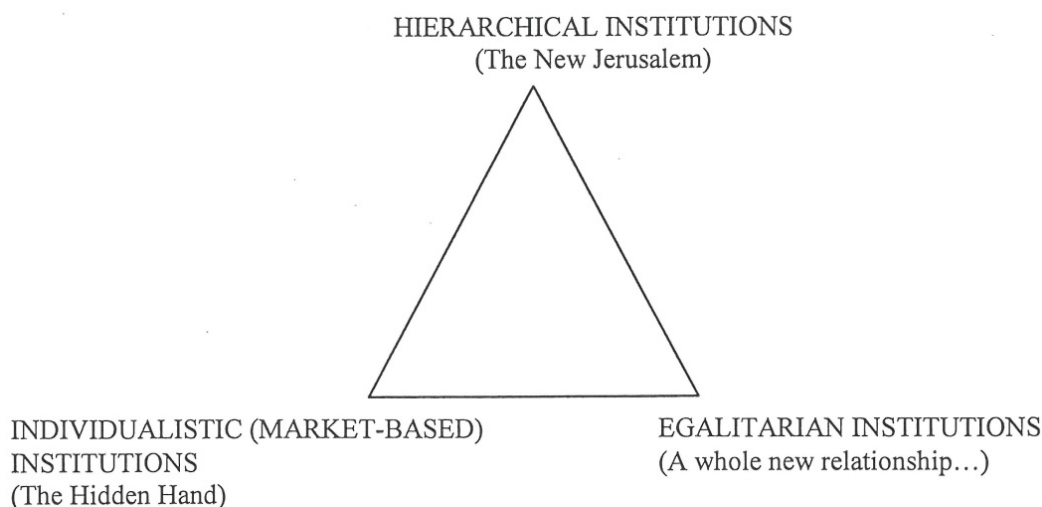 HIERARCHICAL INSTITUTIONS
(The New Jerusalem)
INDIVIDUALISTIC (MARKET-BASED)
INSTITUTIONS
(The Hidden Hand)
EGALITARIAN INSTITUTIONS
(A whole new relationship…)